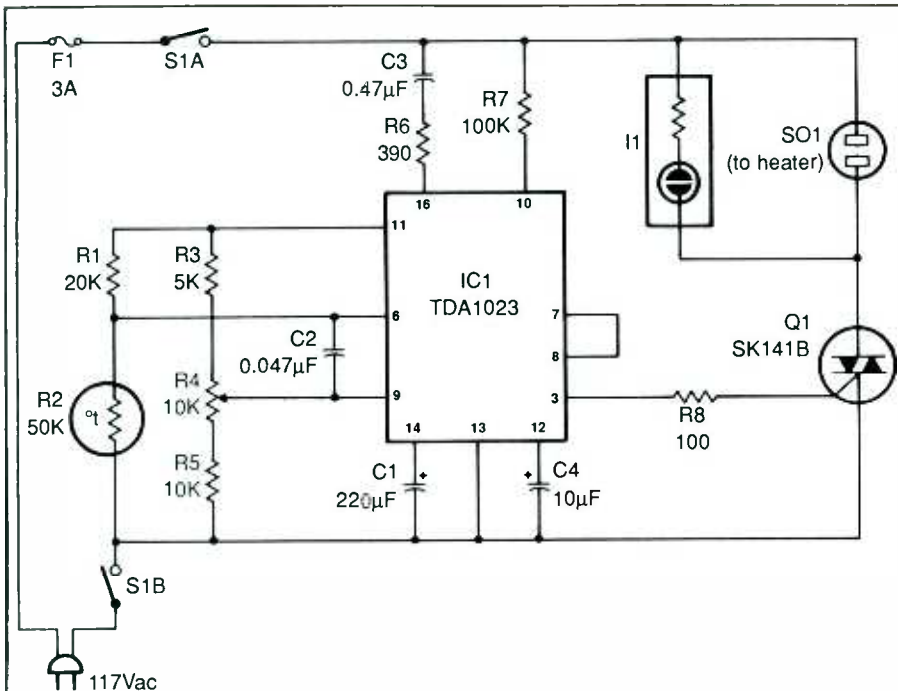 F1
3A
S1A
C3
0.47µF
R6
390
R7
100K
I1
SO1
(to heater)
16
10
11
R1
20K
R3
5K
IC1
TDA1023
6
7
C2
0.047µF
8
Q1
SK141B
R2
50K
°t
R4
10K
9
3
R8
100
14
13
12
R5
10K
C1
220µF
+
+
C4
10µF
S1B
117Vac